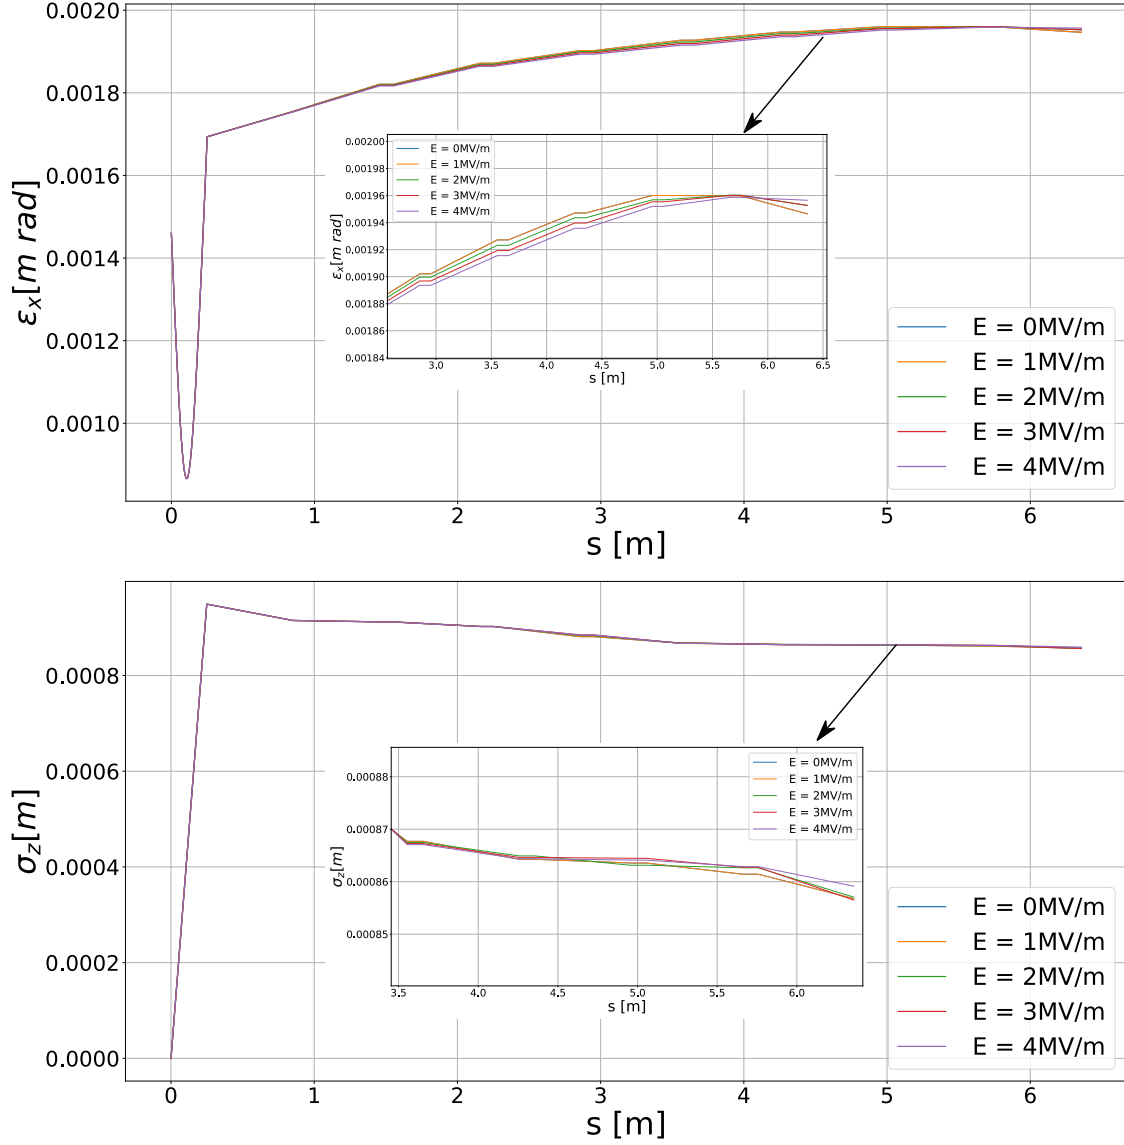 0.0020
0.0018
0.0016
0.0014
0.0012
0.0010
εx[m rad]
0.00200
0.00198
0.00196
0.00194
0.00192
0.00190
0.00188
0.00186
0.00184
εx[m rad]
E = 0MV/m
E = 1MV/m
E = 2MV/m
E = 3MV/m
E = 4MV/m
3.0 3.5 4.0 4.5 5.0 5.5 6.0 6.5
s [m]
E = 0MV/m
E = 1MV/m
E = 2MV/m
E = 3MV/m
E = 4MV/m
0 1 2 3 4 5 6
s [m]
0.0008
0.0006
0.0004
0.0002
0.0000
σz[m]
0.00088
0.00087
0.00086
0.00085
σz[m]
E = 0MV/m
E = 1MV/m
E = 2MV/m
E = 3MV/m
E = 4MV/m
3.5 4.0 4.5 5.0 5.5 6.0
s [m]
E = 0MV/m
E = 1MV/m
E = 2MV/m
E = 3MV/m
E = 4MV/m
0 1 2 3 4 5 6
s [m]